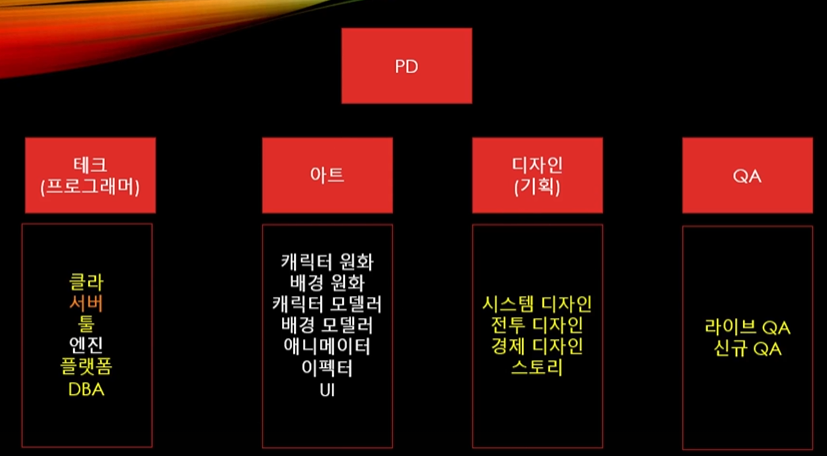 PD
테크
(프로그래머)
아트
디자인
(기획)
QA
클라
서버
툴
엔진
플랫폼
DBA
캐릭터 원화
배경 원화
캐릭터 모델러
배경 모델러
애니메이터
이펙터
UI
시스템 디자인
전투 디자인
경제 디자인
스토리
라이브 QA
신규 QA